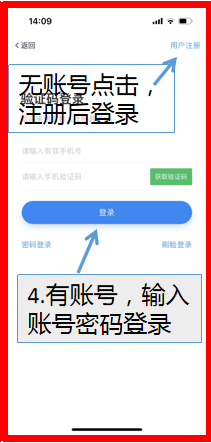 14:09
返回
用户注册
无账号点击，
验证码登录
注册后登录
请输入有效手机号
请输入手机验证码
获取验证码
登录
密码登录
刷脸登录
4.有账号，输入
账号密码登录